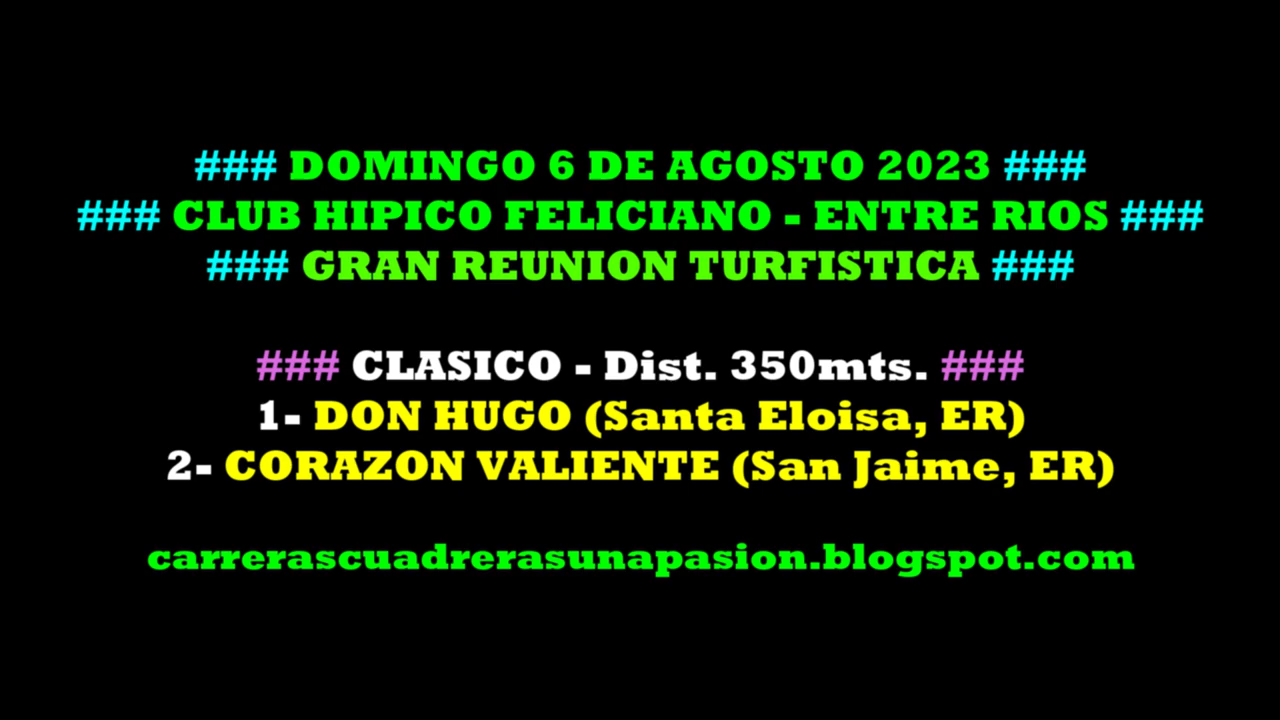 ### DOMINGO 6 DE AGOSTO 2023 ###
### CLUB HIPICO FELICIANO - ENTRE RIOS ###
### GRAN REUNION TURFISTICA ###
### CLASICO - Dist. 350mts. ###
1- DON HUGO (Santa Eloisa, ER)
2- CORAZON VALIENTE (San Jaime, ER)
carrerascuadrerasunapasion.blogspot.com